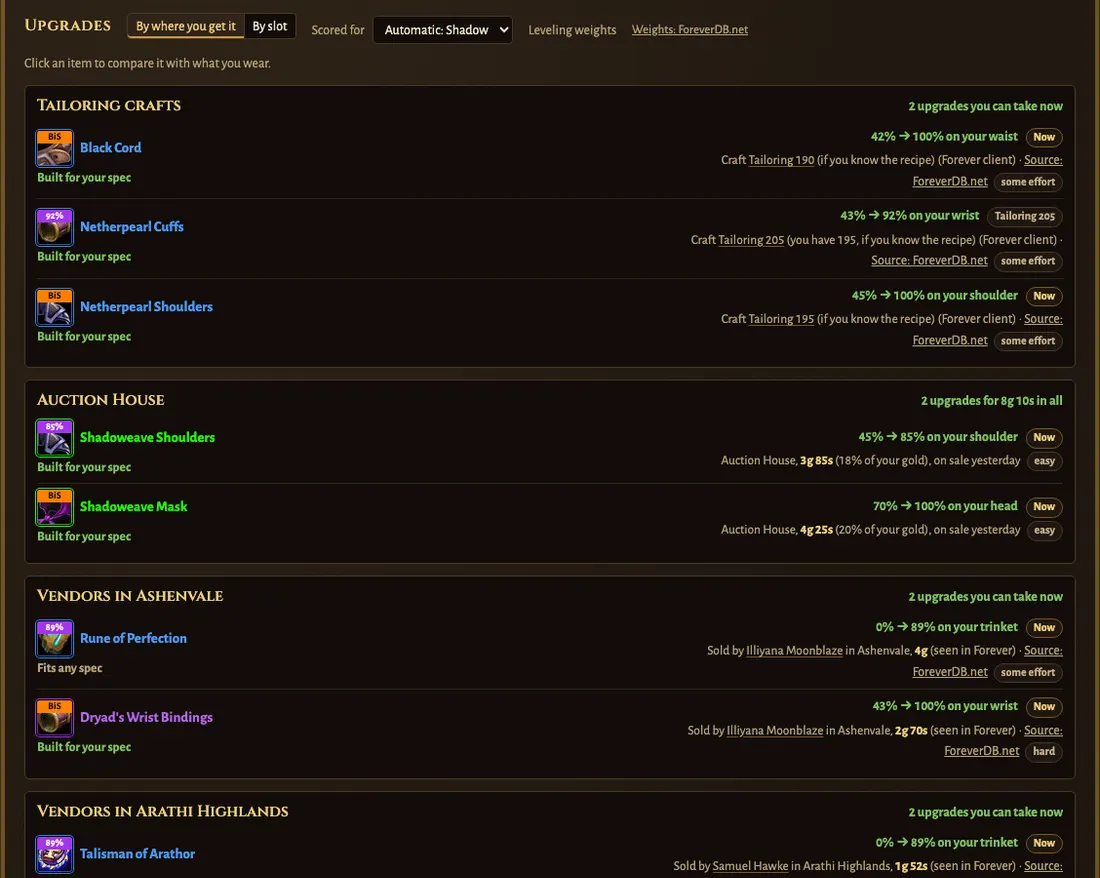 Upgrades By where you get it By slot Scored for Automatic: Shadow Leveling weights Weights: ForeverDB.net
Click an item to compare it with what you wear.
Tailoring crafts 2 upgrades you can take now
BiS Black Cord 42% → 100% on your waist Now
Craft Tailoring 190 (if you know the recipe) (Forever client) · Source:
Built for your spec ForeverDB.net some effort
92% Netherpearl Cuffs 43% → 92% on your wrist Tailoring 205
Craft Tailoring 205 (you have 195, if you know the recipe) (Forever client) ·
Built for your spec Source: ForeverDB.net some effort
BiS Netherpearl Shoulders 45% → 100% on your shoulder Now
Craft Tailoring 195 (if you know the recipe) (Forever client) · Source:
Built for your spec ForeverDB.net some effort
Auction House 2 upgrades for 8g 10s in all
85% Shadoweave Shoulders 45% → 85% on your shoulder Now
Built for your spec Auction House, 3g 85s (18% of your gold), on sale yesterday easy
BiS Shadoweave Mask 70% → 100% on your head Now
Built for your spec Auction House, 4g 25s (20% of your gold), on sale yesterday easy
Vendors in Ashenvale 2 upgrades you can take now
89% Rune of Perfection 0% → 89% on your trinket Now
Sold by Illiyana Moonblaze in Ashenvale, 4g (seen in Forever) · Source:
Fits any spec ForeverDB.net some effort
BiS Dryad's Wrist Bindings 43% → 100% on your wrist Now
Sold by Illiyana Moonblaze in Ashenvale, 2g 70s (seen in Forever) · Source:
Built for your spec ForeverDB.net hard
Vendors in Arathi Highlands 2 upgrades you can take now
89% Talisman of Arathor 0% → 89% on your trinket Now
Sold by Samuel Hawke in Arathi Highlands, 1g 52s (seen in Forever) · Source: